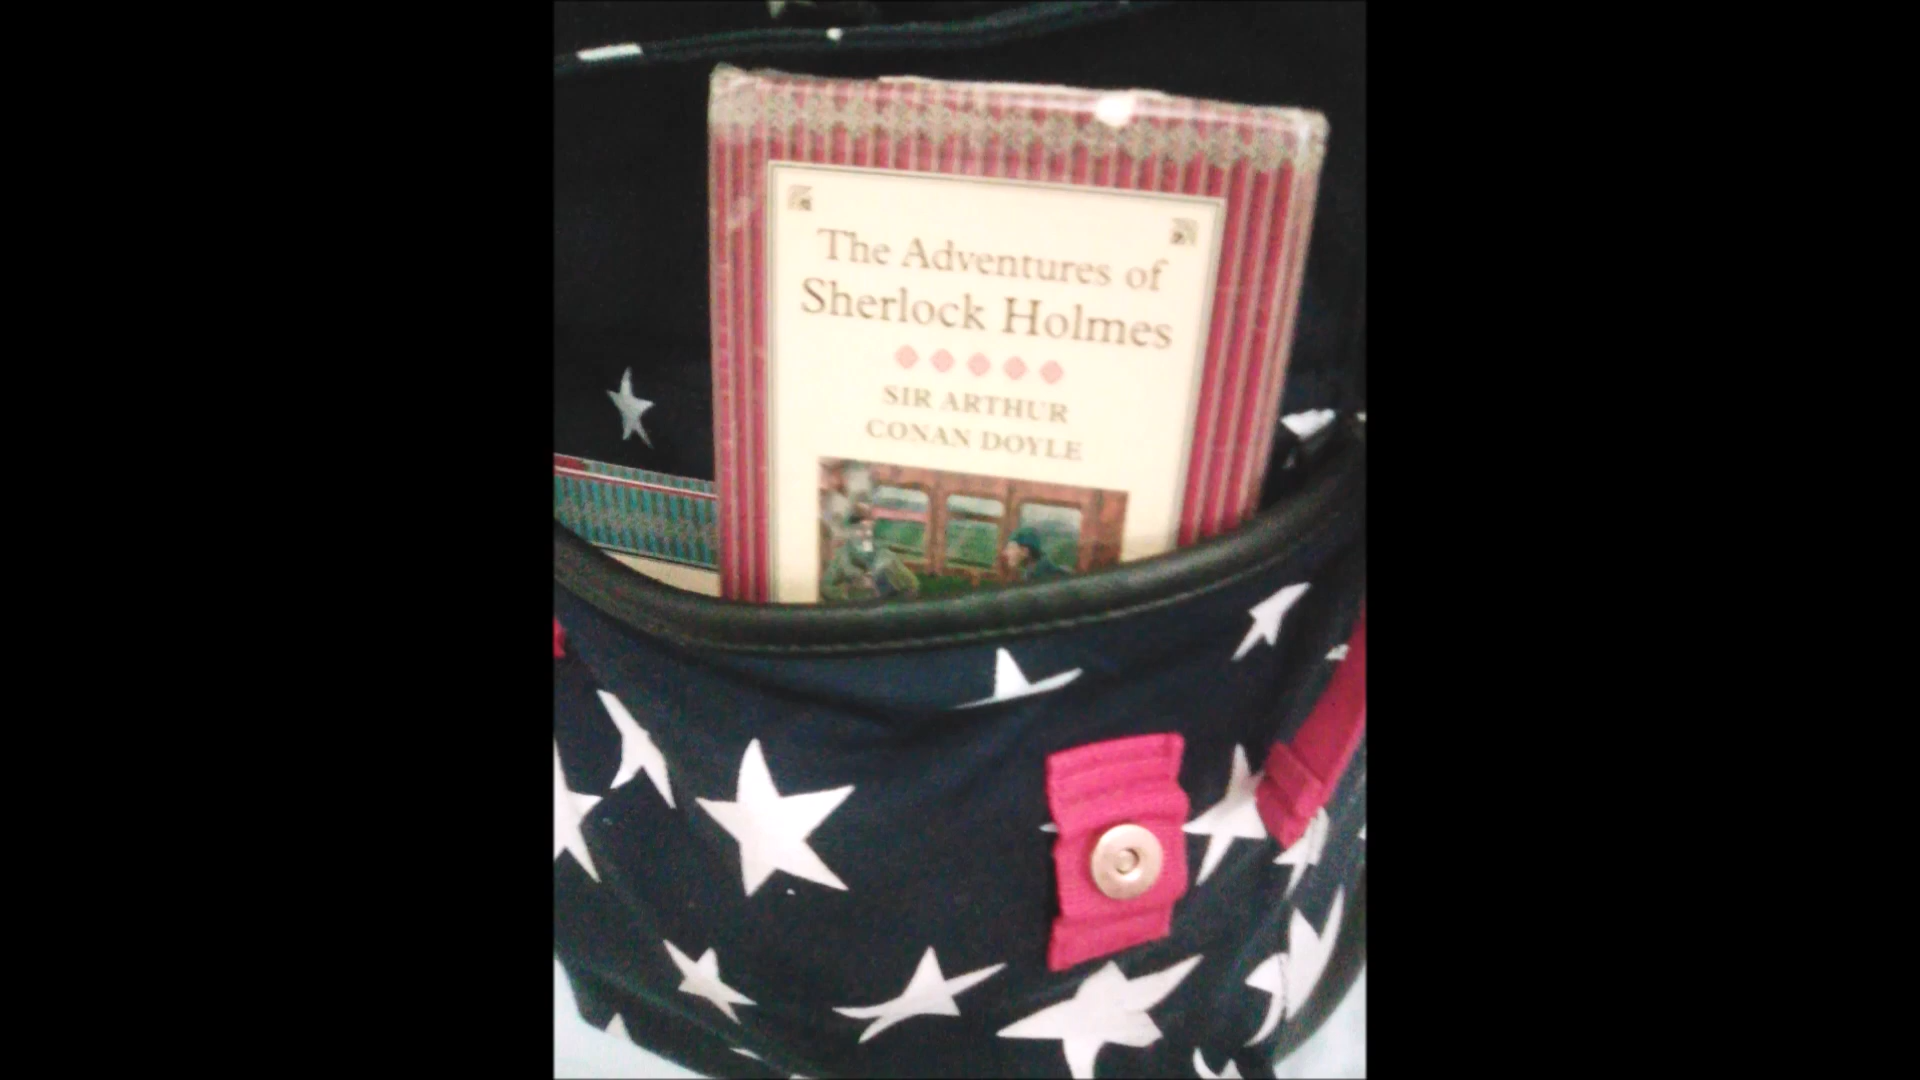 The Adventures of
Sherlock Holmes
SIR ARTHUR
CONAN DOYLE